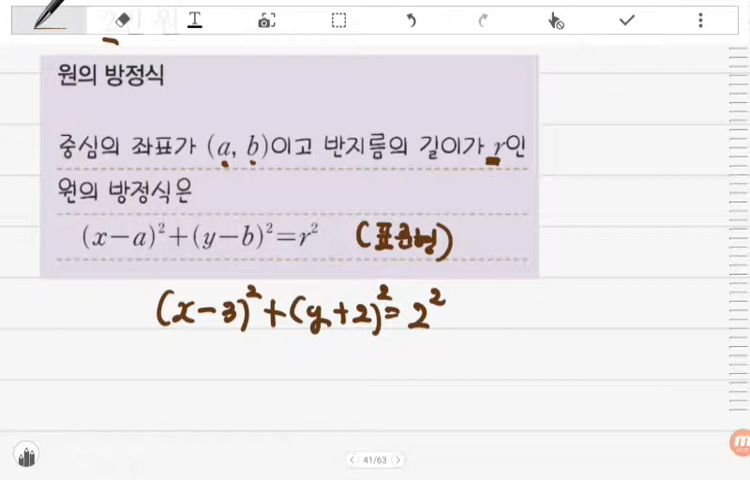 원의 방정식
중심의 좌표가 (a, b)이고 반지름의 길이가 r인
원의 방정식은
(x−a)²+(y−b)²=r² (표준형)
(x−3)²+(y+2)²=2²
41/63